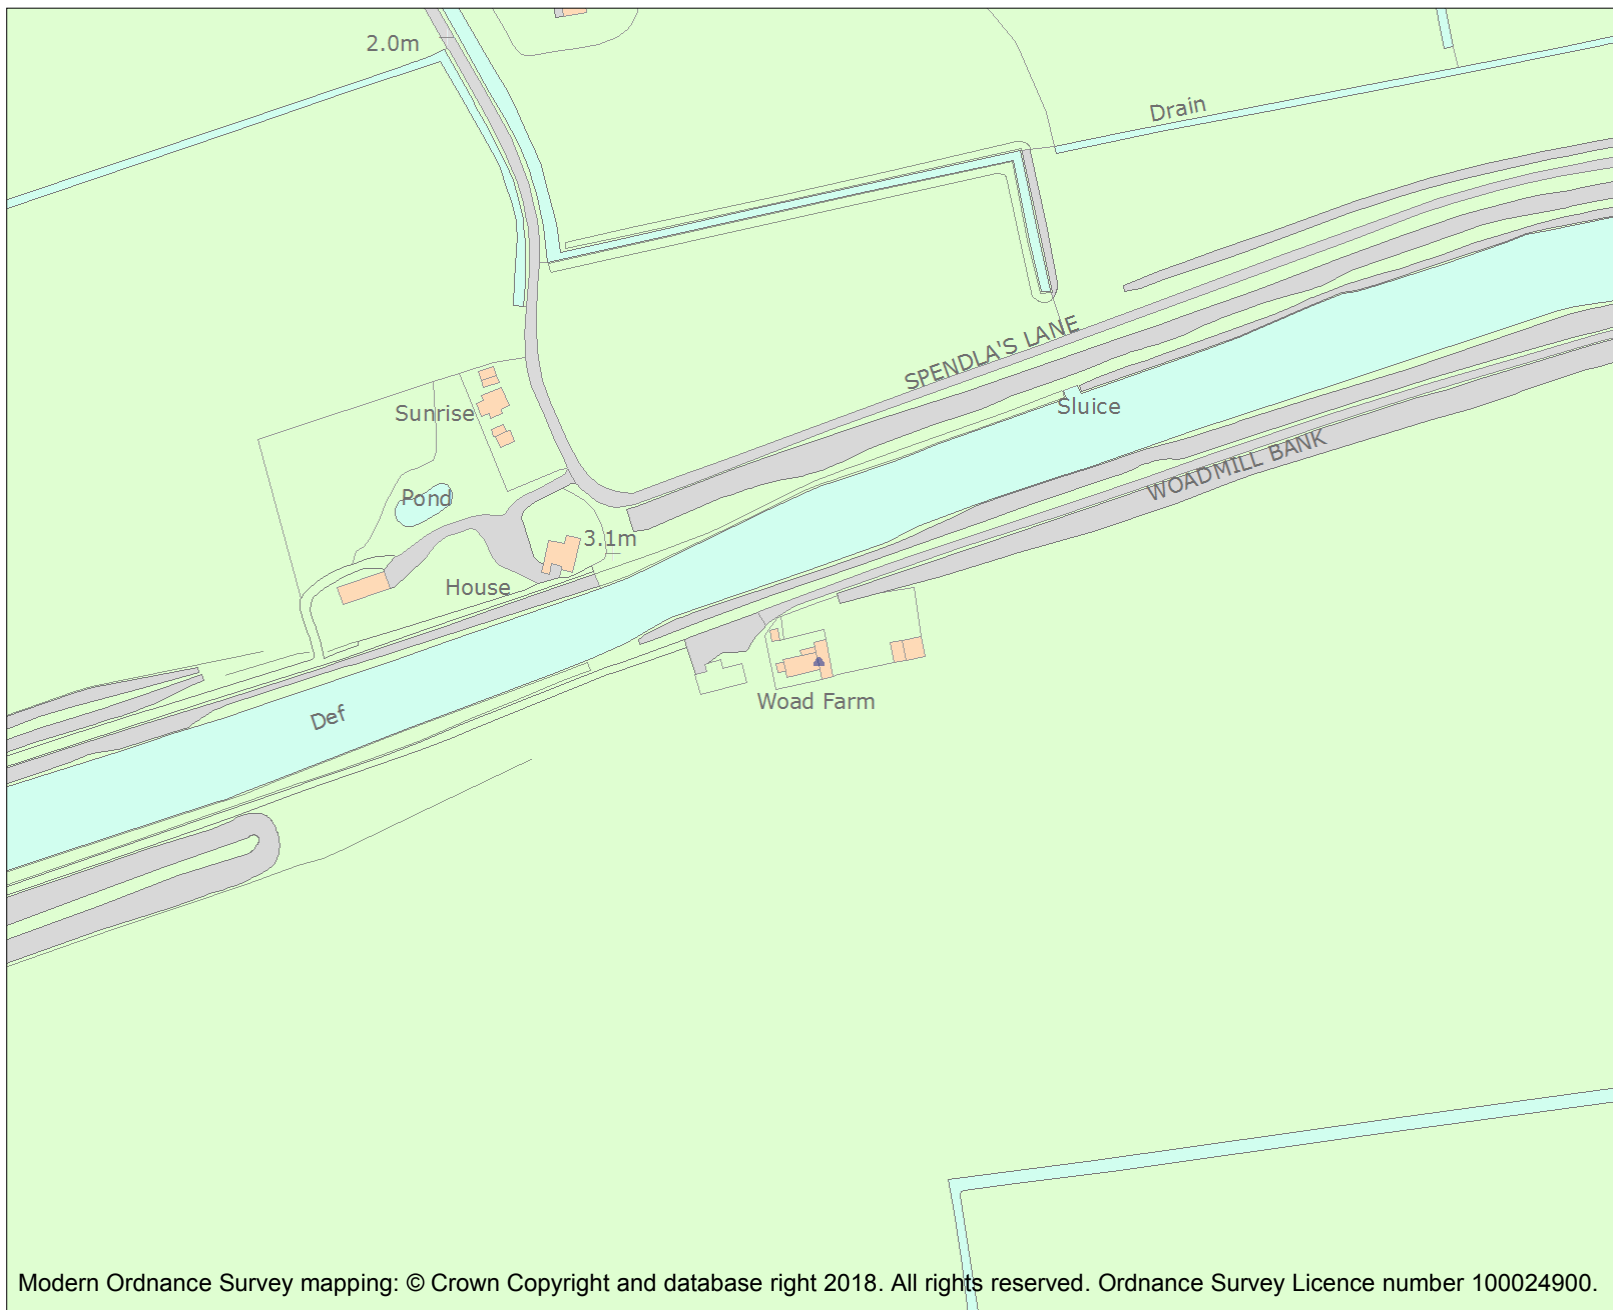 2.0m
Drain
SPENDLA'S LANE
Sunrise
Sluice
WOADMILL BANK
Pond
3.1m
House
Woad Farm
Def
Modern Ordnance Survey mapping: © Crown Copyright and database right 2018. All rights reserved. Ordnance Survey Licence number 100024900.